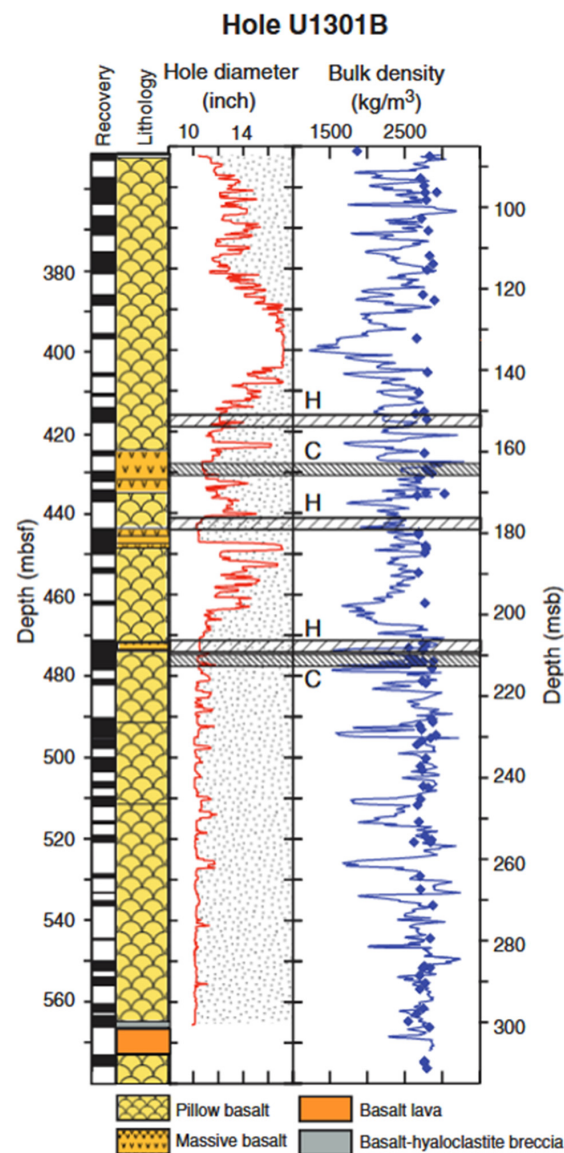 Hole U1301B
Recovery
Lithology
Hole diameter
(inch)
10 14
Bulk density
(kg/m³)
1500 2500
Depth (mbsf)
380
400
420
440
460
480
500
520
540
560
H
C
H
H
C
100
120
140
160
180
200
220
240
260
280
300
Depth (msb)
Pillow basalt
Basalt lava
Massive basalt
Basalt-hyaloclastite breccia